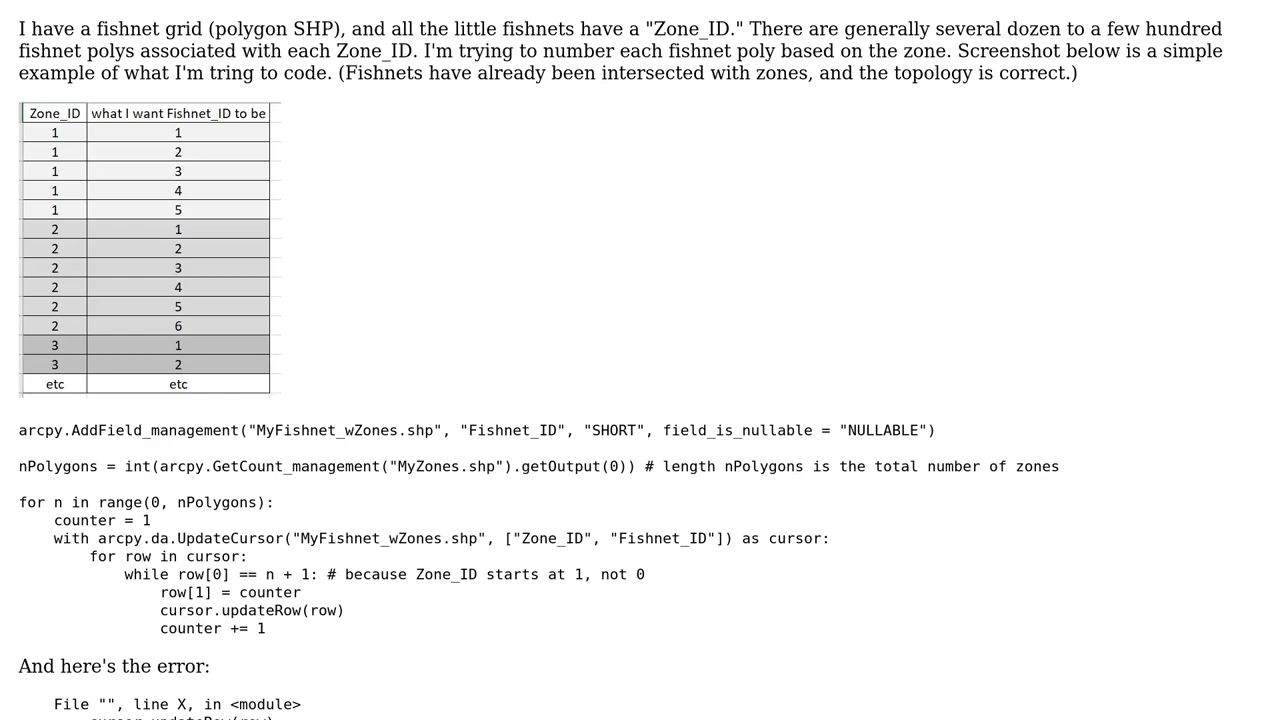 I have a fishnet grid (polygon SHP), and all the little fishnets have a "Zone_ID." There are generally several dozen to a few hundred
fishnet polys associated with each Zone_ID. I'm trying to number each fishnet poly based on the zone. Screenshot below is a simple
example of what I'm tring to code. (Fishnets have already been intersected with zones, and the topology is correct.)
Zone_ID what I want Fishnet_ID to be
1 1
1 2
1 3
1 4
1 5
2 1
2 2
2 3
2 4
2 5
2 6
3 1
3 2
etc etc
arcpy.AddField_management("MyFishnet_wZones.shp", "Fishnet_ID", "SHORT", field_is_nullable = "NULLABLE")
nPolygons = int(arcpy.GetCount_management("MyZones.shp").getOutput(0)) # length nPolygons is the total number of zones
for n in range(0, nPolygons):
    counter = 1
    with arcpy.da.UpdateCursor("MyFishnet_wZones.shp", ["Zone_ID", "Fishnet_ID"]) as cursor:
        for row in cursor:
            while row[0] == n + 1: # because Zone_ID starts at 1, not 0
                row[1] = counter
                cursor.updateRow(row)
                counter += 1
And here's the error:
    File "", line X, in <module>
        cursor.updateRow(row)